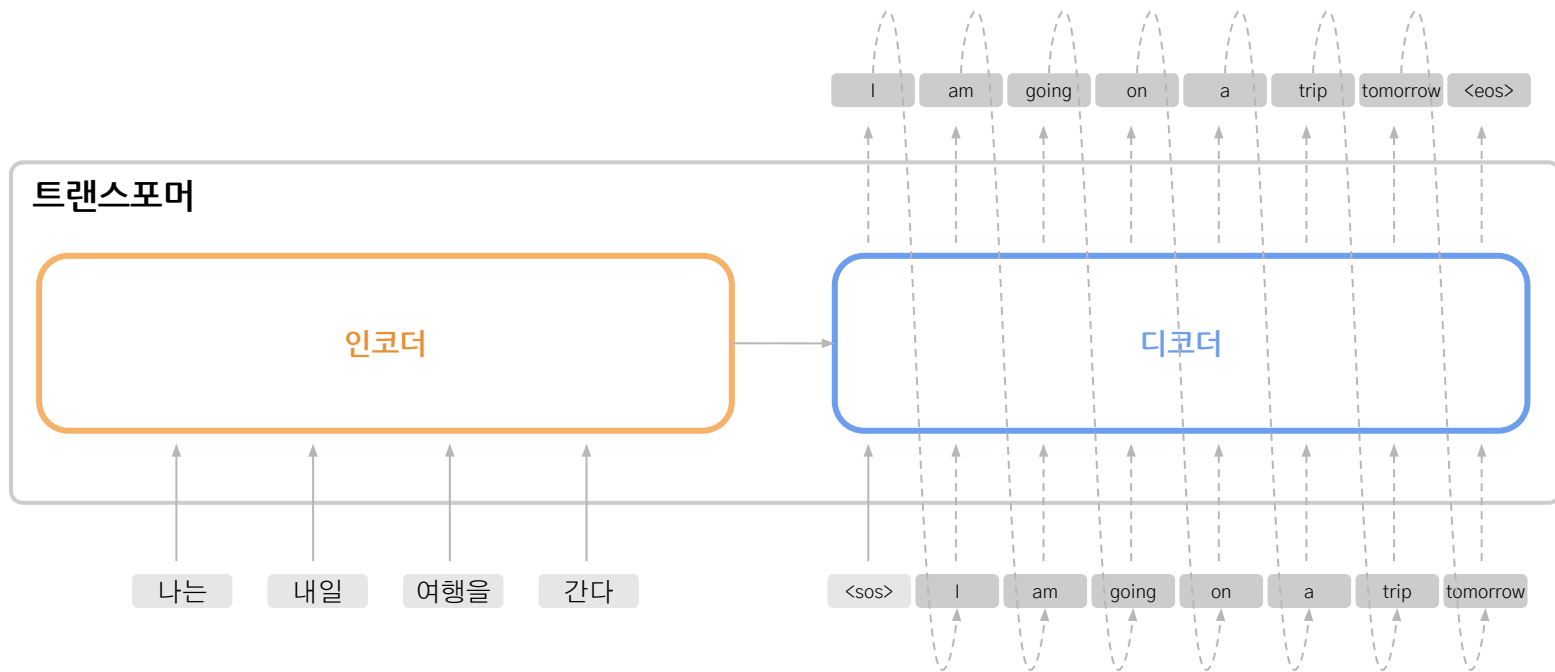 I am going on a trip tomorrow <eos>
트랜스포머
인코더
디코더
나는 내일 여행을 간다
<sos> I am going on a trip tomorrow